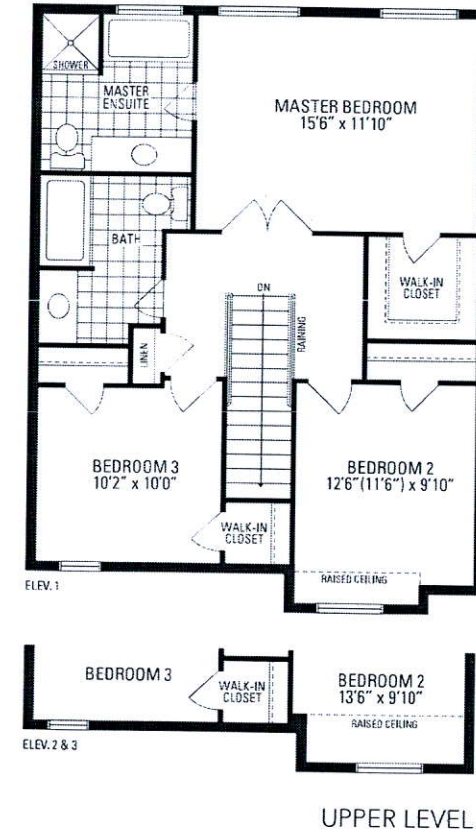 SHOWER
MASTER
ENSUITE
MASTER BEDROOM
15'6" x 11'10"
BATH
WALK-IN
CLOSET
DN
RAINING
LINEN
BEDROOM 3
10'2" x 10'0"
BEDROOM 2
12'6"(11'6") x 9'10"
WALK-IN
CLOSET
RAISED CEILING
ELEV. 1
BEDROOM 3
WALK-IN
CLOSET
BEDROOM 2
13'6" x 9'10"
RAISED CEILING
ELEV. 2 & 3
UPPER LEVEL